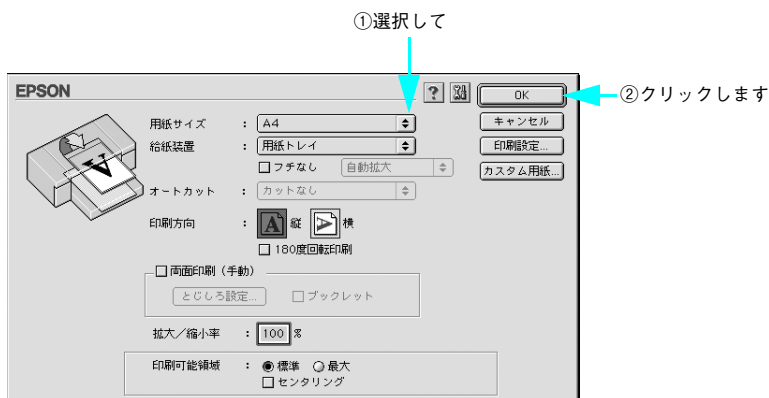 ①選択して
EPSON
? OK
②クリックします
用紙サイズ : A4
キャンセル
給紙装置 : 用紙トレイ
印刷設定...
フチなし 自動拡大
カスタム用紙...
オートカット : カットなし
印刷方向 : A 縦 A 横
180度回転印刷
両面印刷（手動）
とじしろ設定... ブックレット
拡大／縮小率 : 100 %
印刷可能領域 : 標準 最大
センタリング